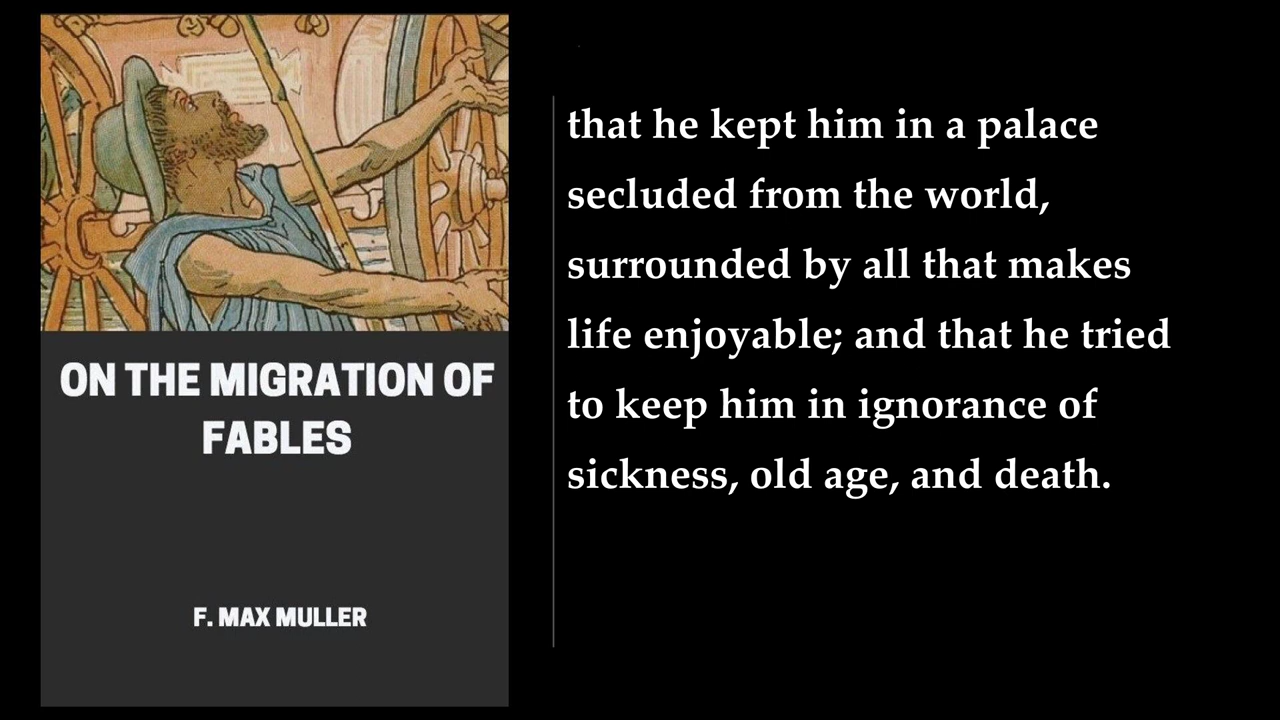 ON THE MIGRATION OF
FABLES
F. MAX MULLER
that he kept him in a palace
secluded from the world,
surrounded by all that makes
life enjoyable; and that he tried
to keep him in ignorance of
sickness, old age, and death.